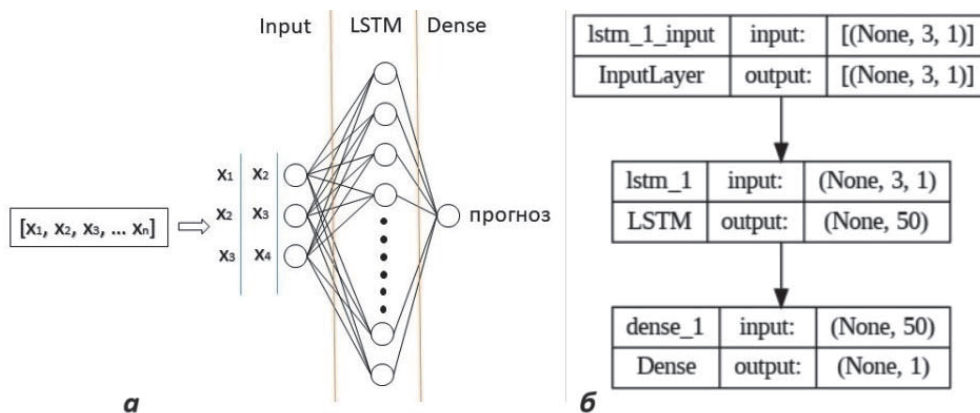 Input LSTM Dense
x₁ x₂
x₂ x₃
x₃ x₄
[x₁, x₂, x₃, ... xₙ]
прогноз
а
lstm_1_input input: [(None, 3, 1)]
InputLayer output: [(None, 3, 1)]
lstm_1 input: (None, 3, 1)
LSTM output: (None, 50)
dense_1 input: (None, 50)
Dense output: (None, 1)
б